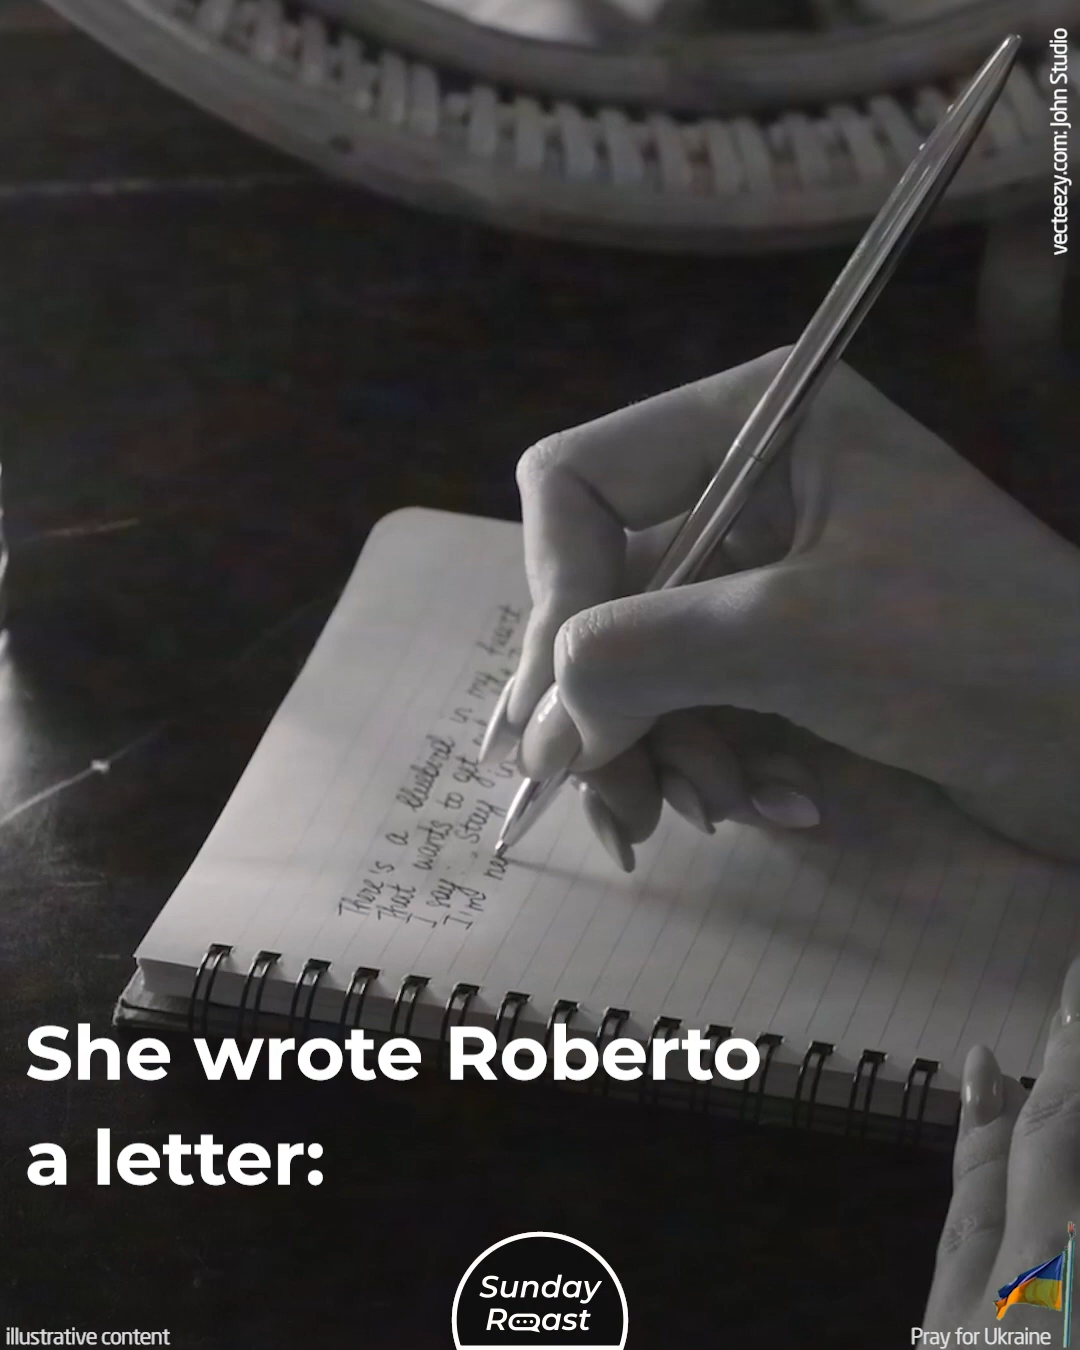 vecteezy.com: John Studio
There's a bluebird in my heart
That wants to get
I say Stay in
I'm
She wrote Roberto
a letter:
Sunday
Roast
illustrative content
Pray for Ukraine